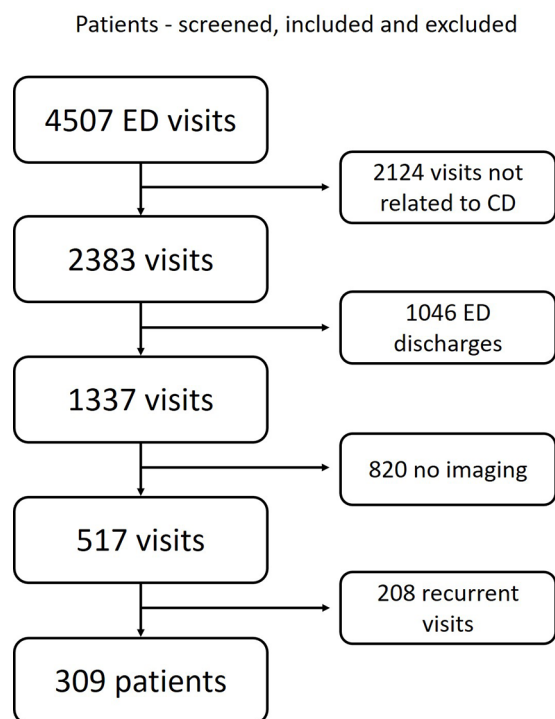 Patients - screened, included and excluded
4507 ED visits
2124 visits not
related to CD
2383 visits
1046 ED
discharges
1337 visits
820 no imaging
517 visits
208 recurrent
visits
309 patients